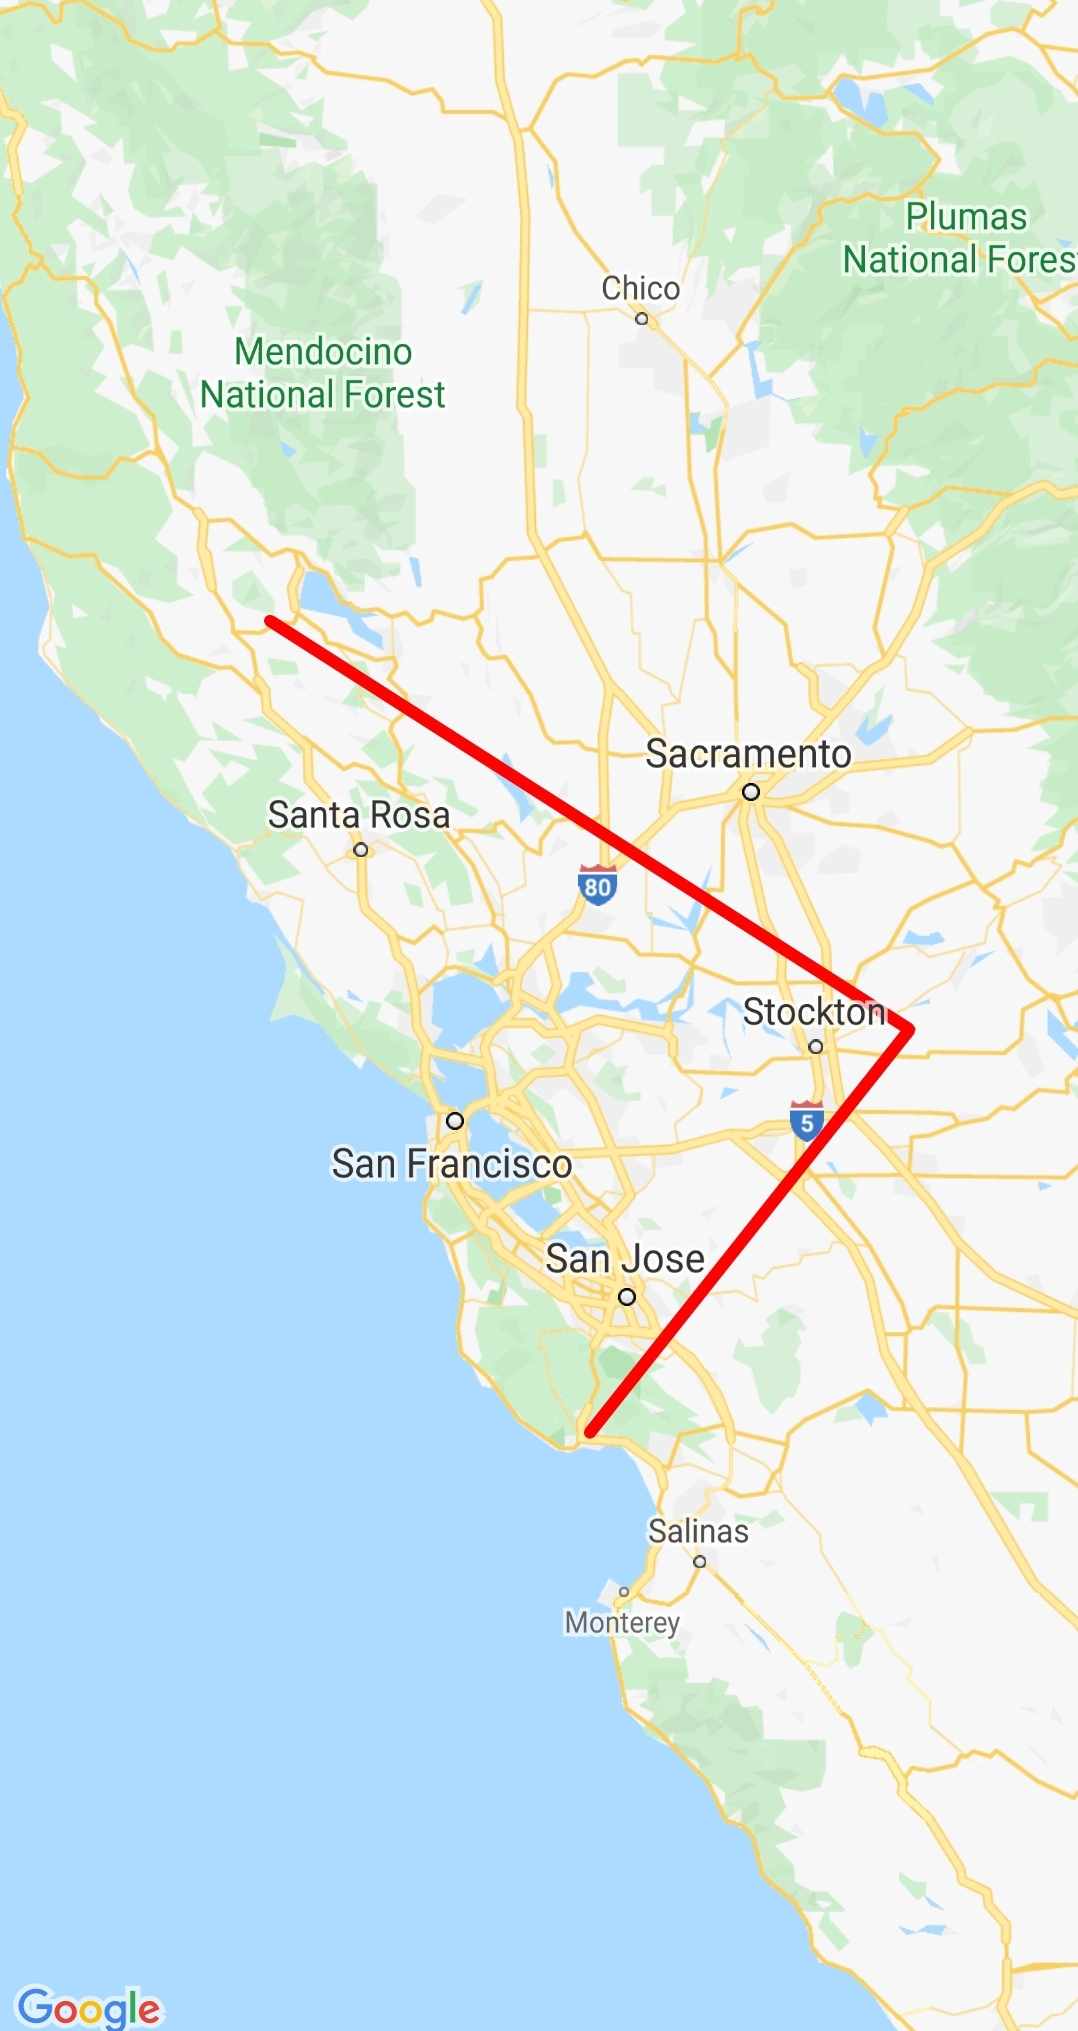 Plumas
National Fores
Chico
Mendocino
National Forest
Sacramento
Santa Rosa
80
Stockton
5
San Francisco
San Jose
Salinas
Monterey
Google